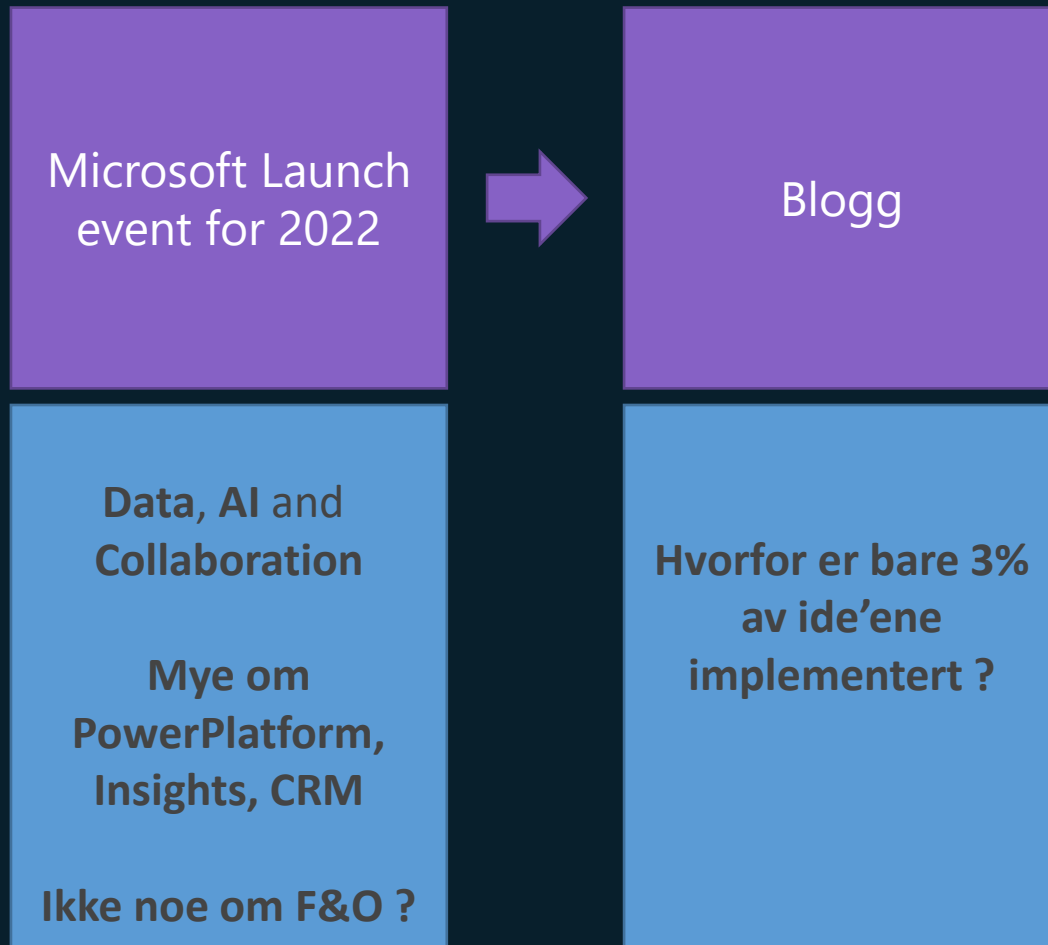 Microsoft Launch
event for 2022
Blogg
Data, AI and
Collaboration
Mye om
PowerPlatform,
Insights, CRM
Ikke noe om F&O ?
Hvorfor er bare 3%
av ide’ene
implementert ?